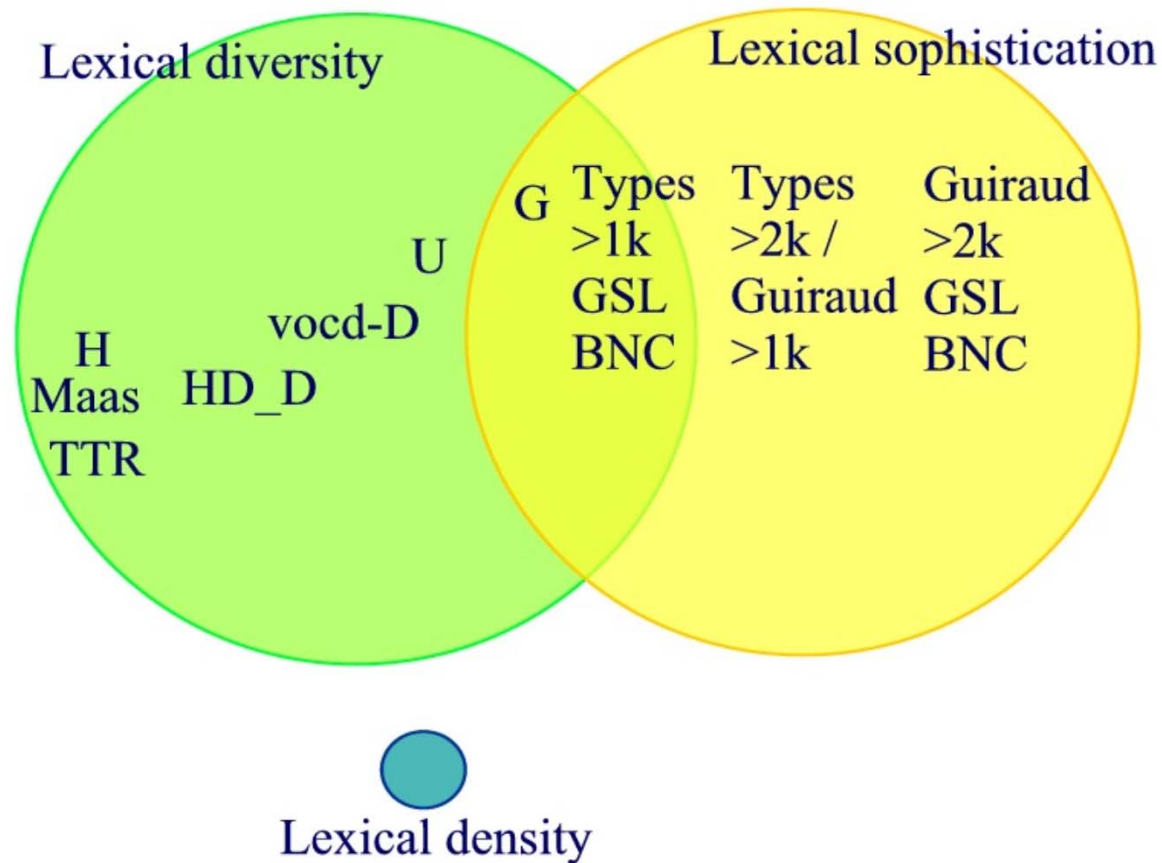 Lexical diversity
Lexical sophistication
G
Types
>1k
GSL
BNC
Types
>2k /
Guiraud
>1k
Guiraud
>2k
GSL
BNC
U
vocd-D
H
HD_D
Maas
TTR
Lexical density